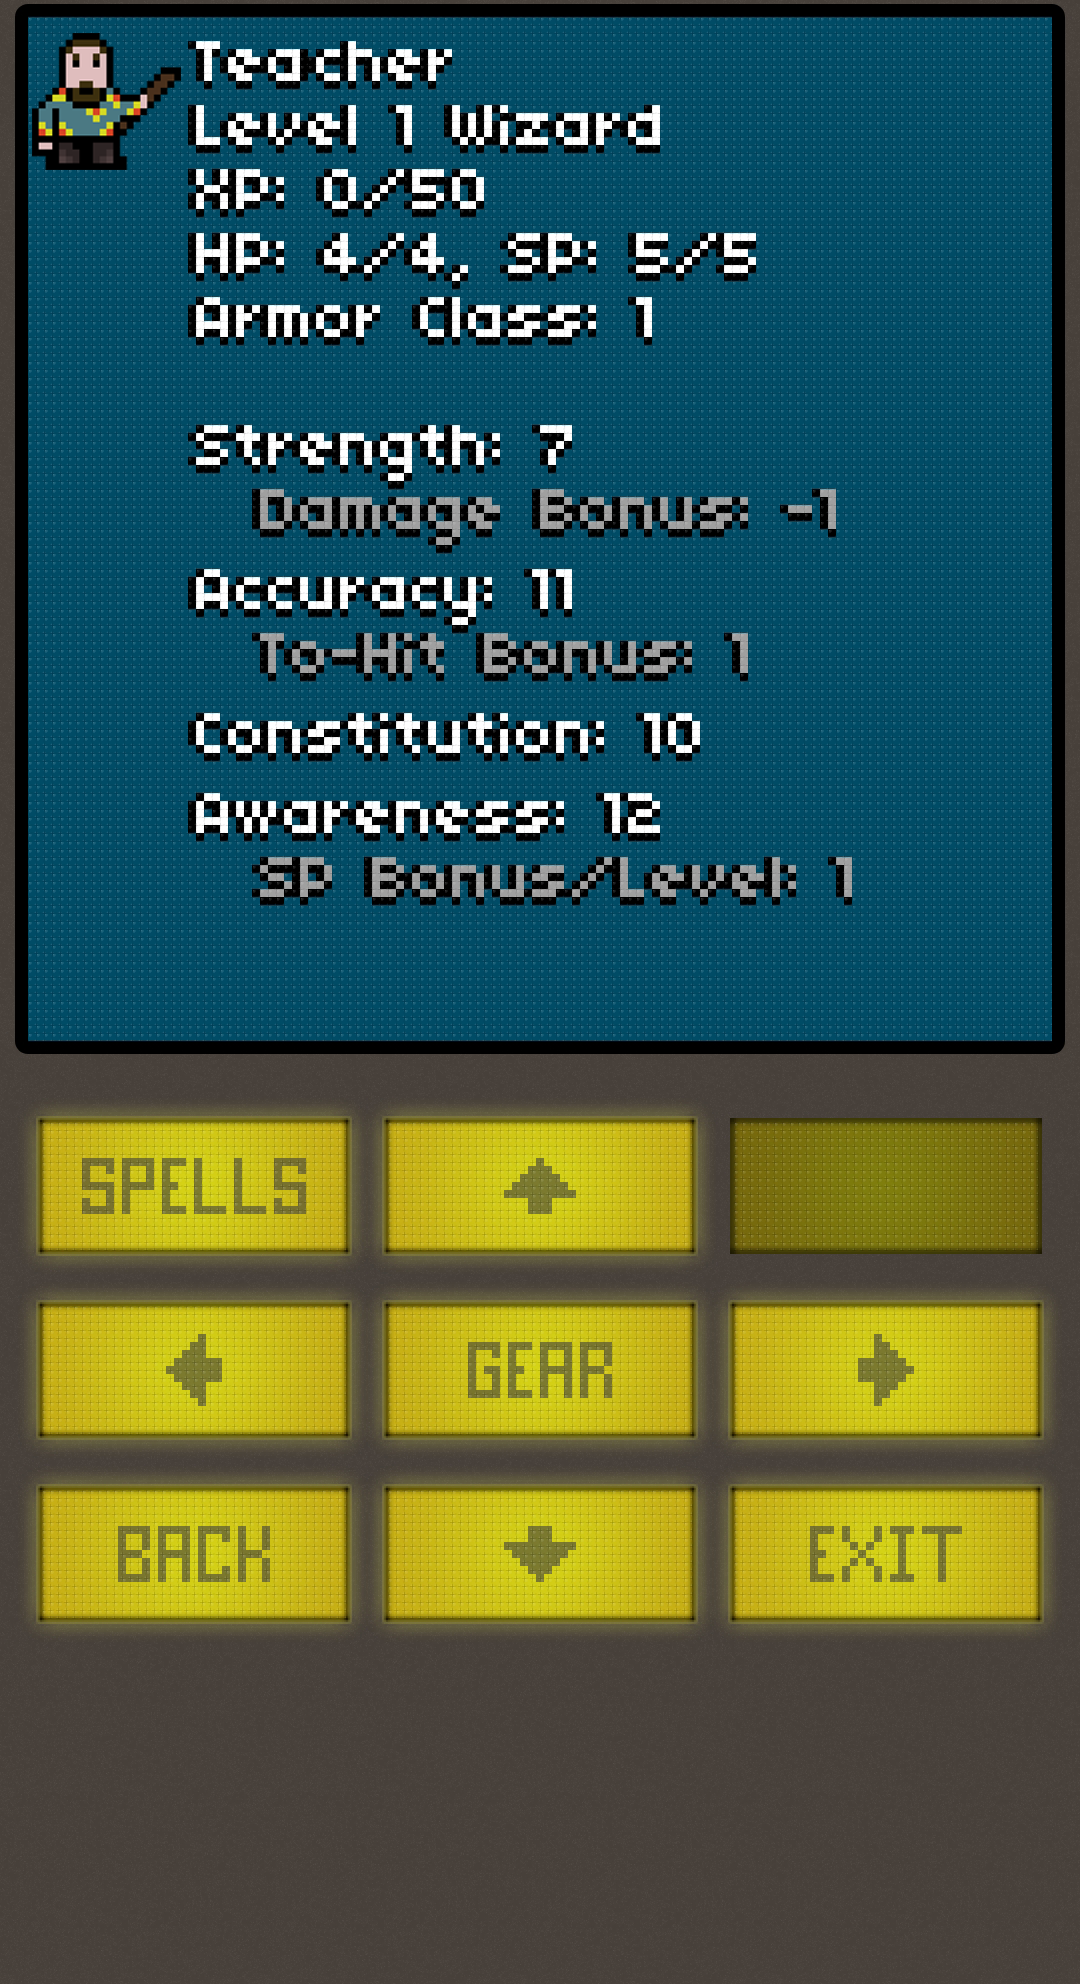 Teacher
Level 1 Wizard
XP: 0/50
HP: 4/4, SP: 5/5
Armor Class: 1
Strength: 7
Damage Bonus: -1
Accuracy: 11
To-Hit Bonus: 1
Constitution: 10
Awareness: 12
SP Bonus/Level: 1
SPELLS
GEAR
BACK
EXIT